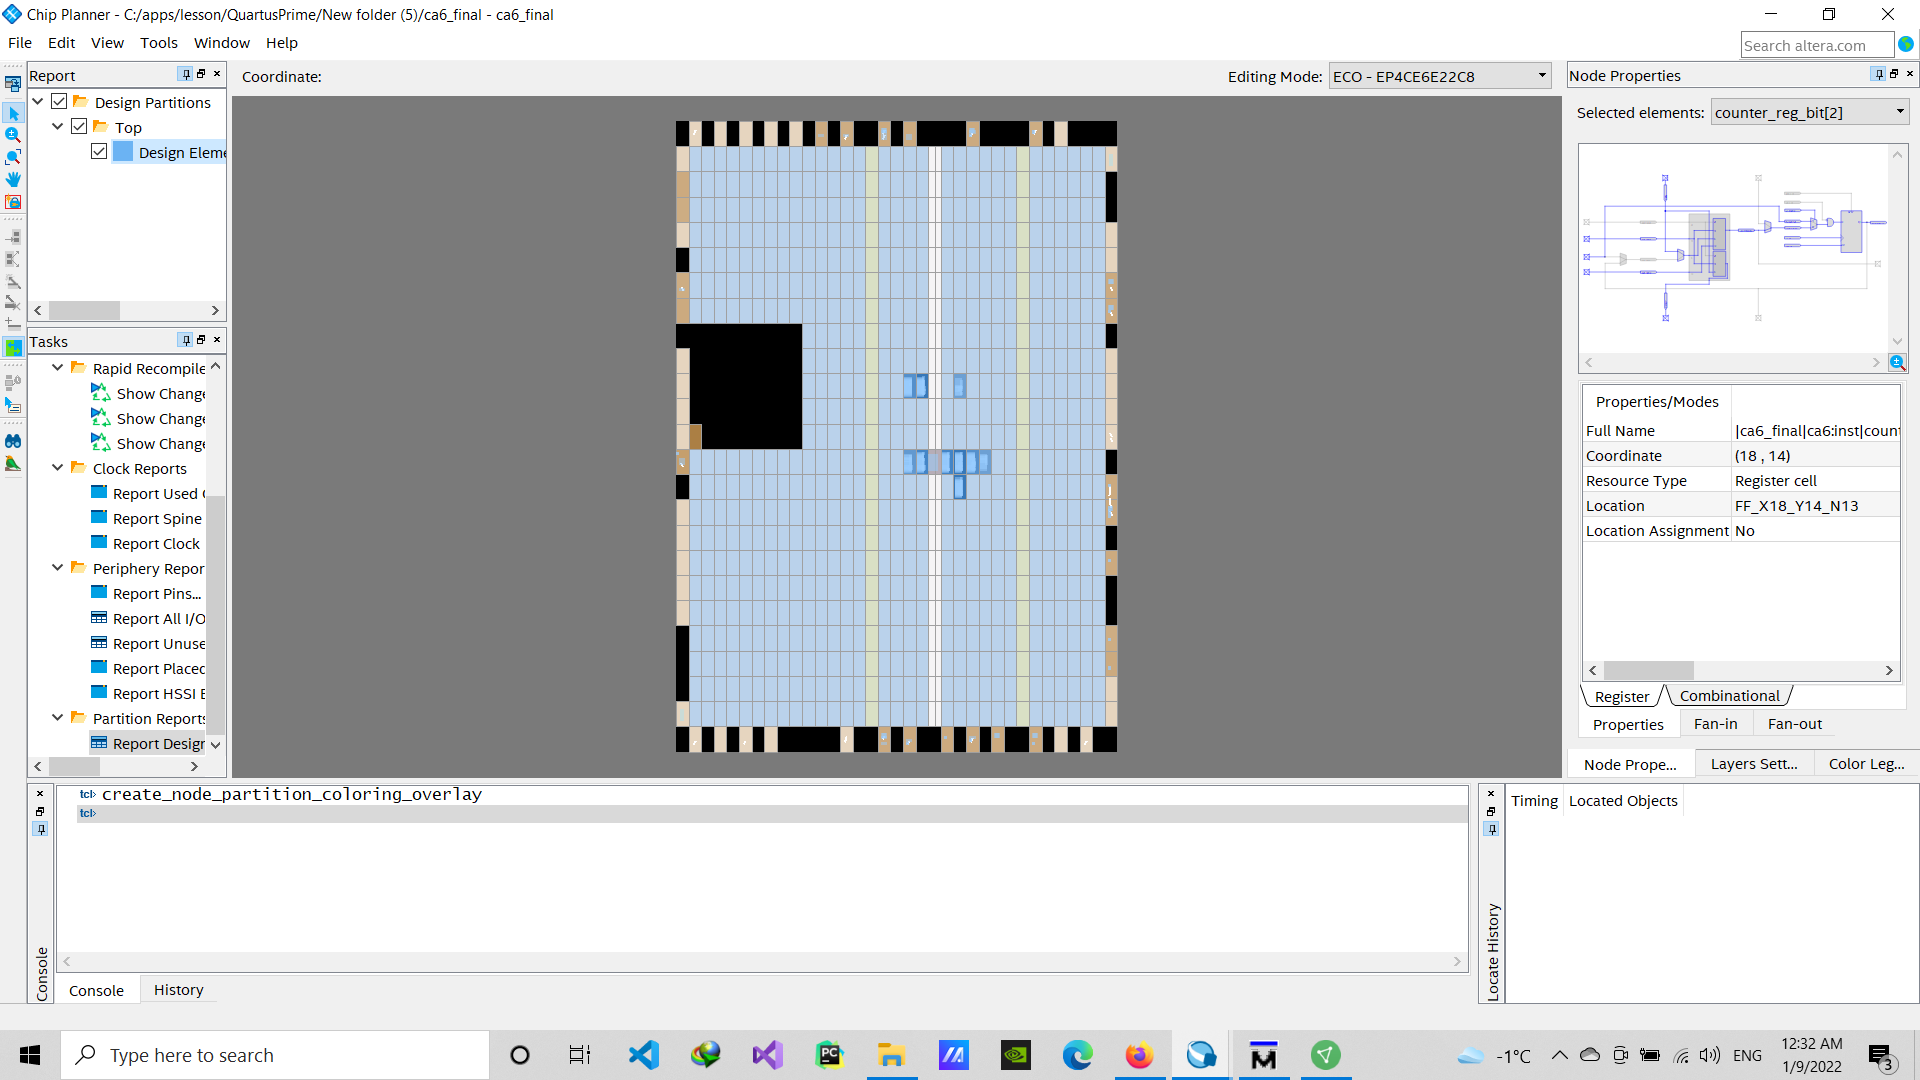 Chip Planner - C:/apps/lesson/QuartusPrime/New folder (5)/ca6_final - ca6_final
File Edit View Tools Window Help
Search altera.com
Report
Coordinate:
Editing Mode: ECO - EP4CE6E22C8
Node Properties
Design Partitions
Top
Design Eleme
Selected elements: counter_reg_bit[2]
Tasks
Rapid Recompile
Show Change
Show Change
Show Change
Clock Reports
Report Used
Report Spine
Report Clock
Periphery Repor
Report Pins...
Report All I/O
Report Unuse
Report Placed
Report HSSI
Partition Reports
Report Design
Properties/Modes
Full Name |ca6_final|ca6:inst|count
Coordinate (18 , 14)
Resource Type Register cell
Location FF_X18_Y14_N13
Location Assignment No
Register Combinational
Properties Fan-in Fan-out
Node Prope... Layers Sett... Color Leg...
tcl> create_node_partition_coloring_overlay
tcl>
Console
Console History
Locate History
Timing Located Objects
Type here to search
PC
-1°C
ENG
12:32 AM
1/9/2022
3